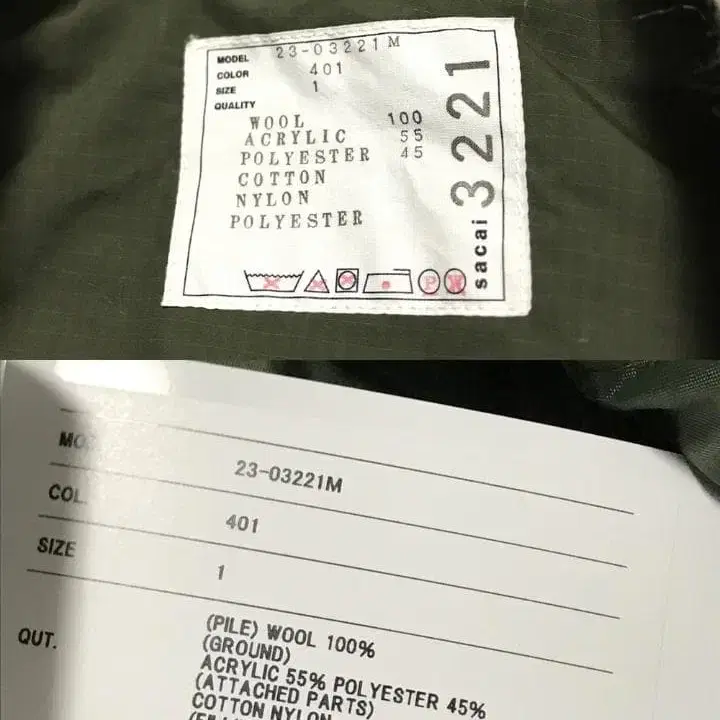 MODEL 23-03221M
COLOR 401
SIZE 1
QUALITY
WOOL 100
ACRYLIC 55
POLYESTER 45
COTTON
NYLON
POLYESTER
P W
sacai 3221
23-03221M
COL. 401
SIZE 1
QUT. (PILE) WOOL 100%
(GROUND)
ACRYLIC 55% POLYESTER 45%
(ATTACHED PARTS)
COTTON NYLON